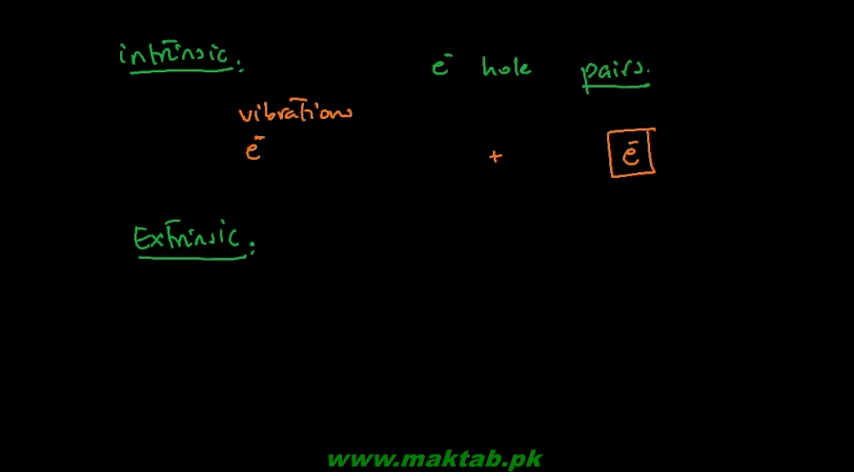 intrinsic. e⁻ hole pairs.
vibrations
e⁻ + e⁻
Extrinsic:
www.maktab.pk